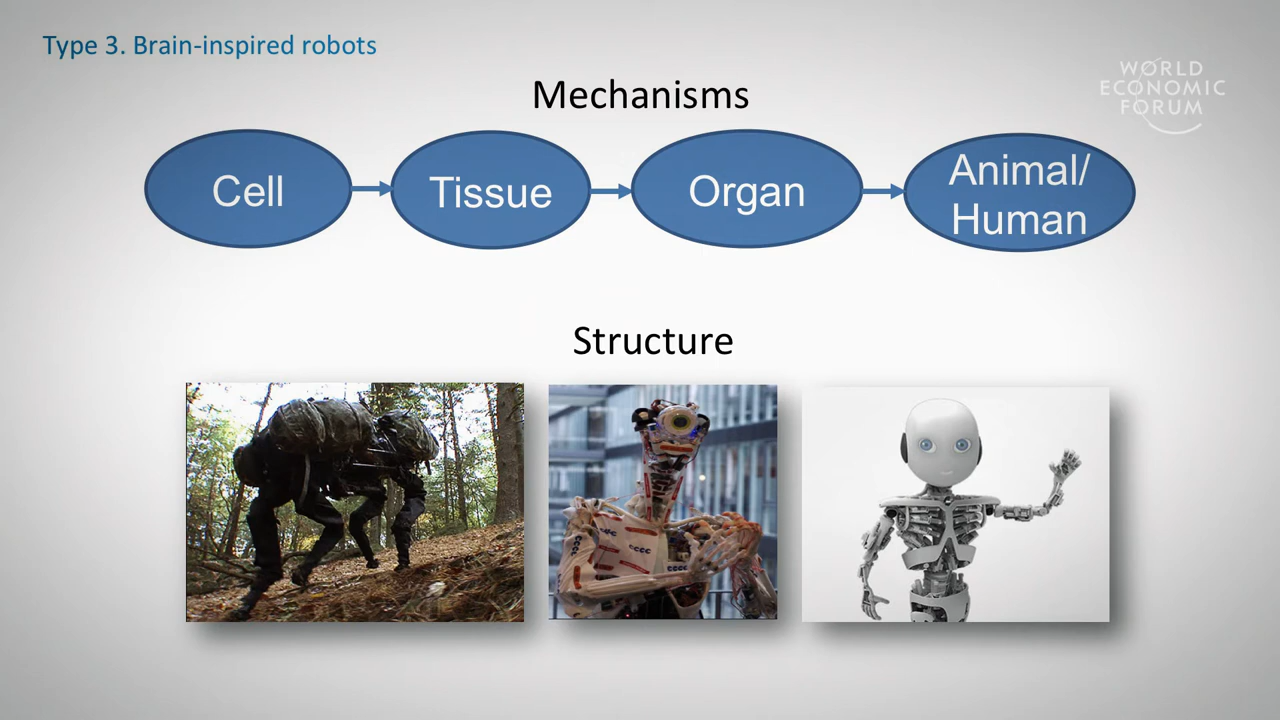 Type 3. Brain-inspired robots
WORLD
ECONOMIC
FORUM
Mechanisms
Cell
Tissue
Organ
Animal/
Human
Structure